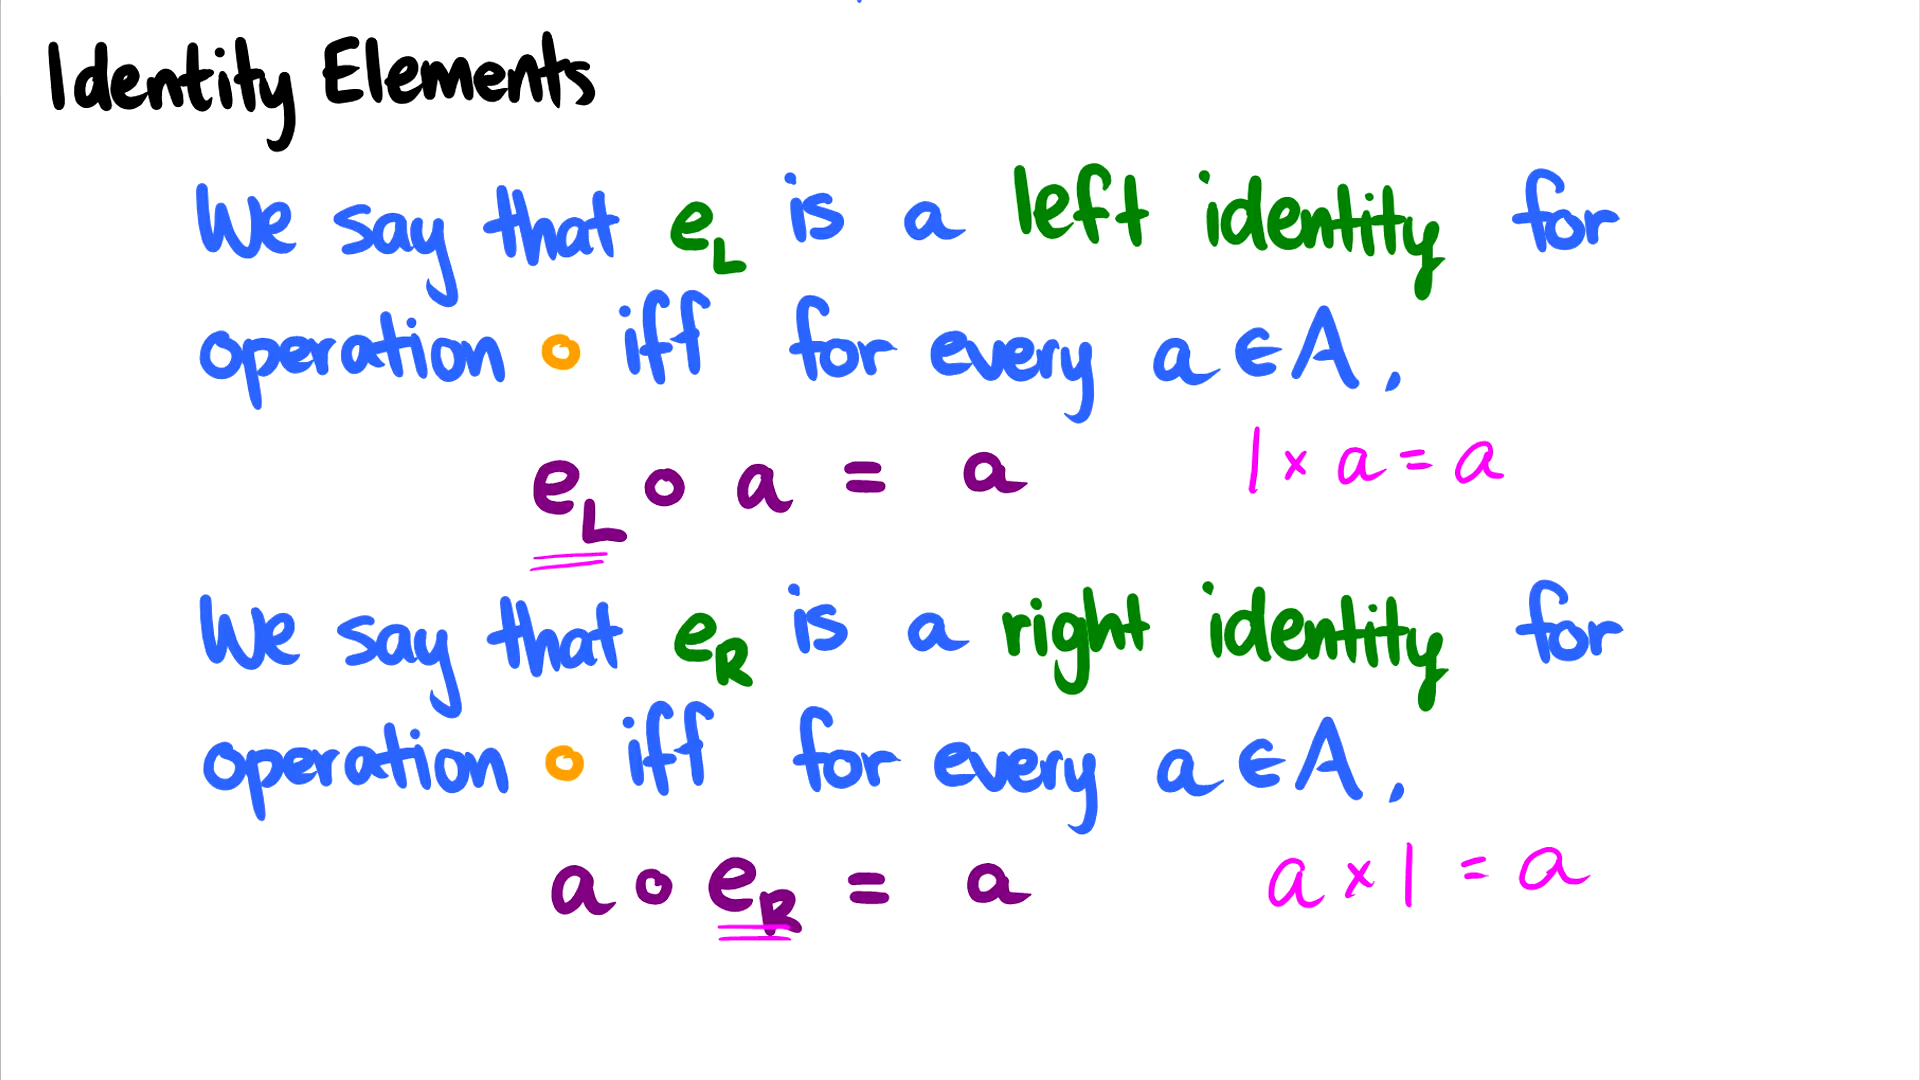 Identity Elements
We say that e_L is a left identity for
operation ∘ iff for every a ∈ A,
e_L ∘ a = a 1 × a = a
We say that e_R is a right identity for
operation ∘ iff for every a ∈ A,
a ∘ e_R = a a × 1 = a